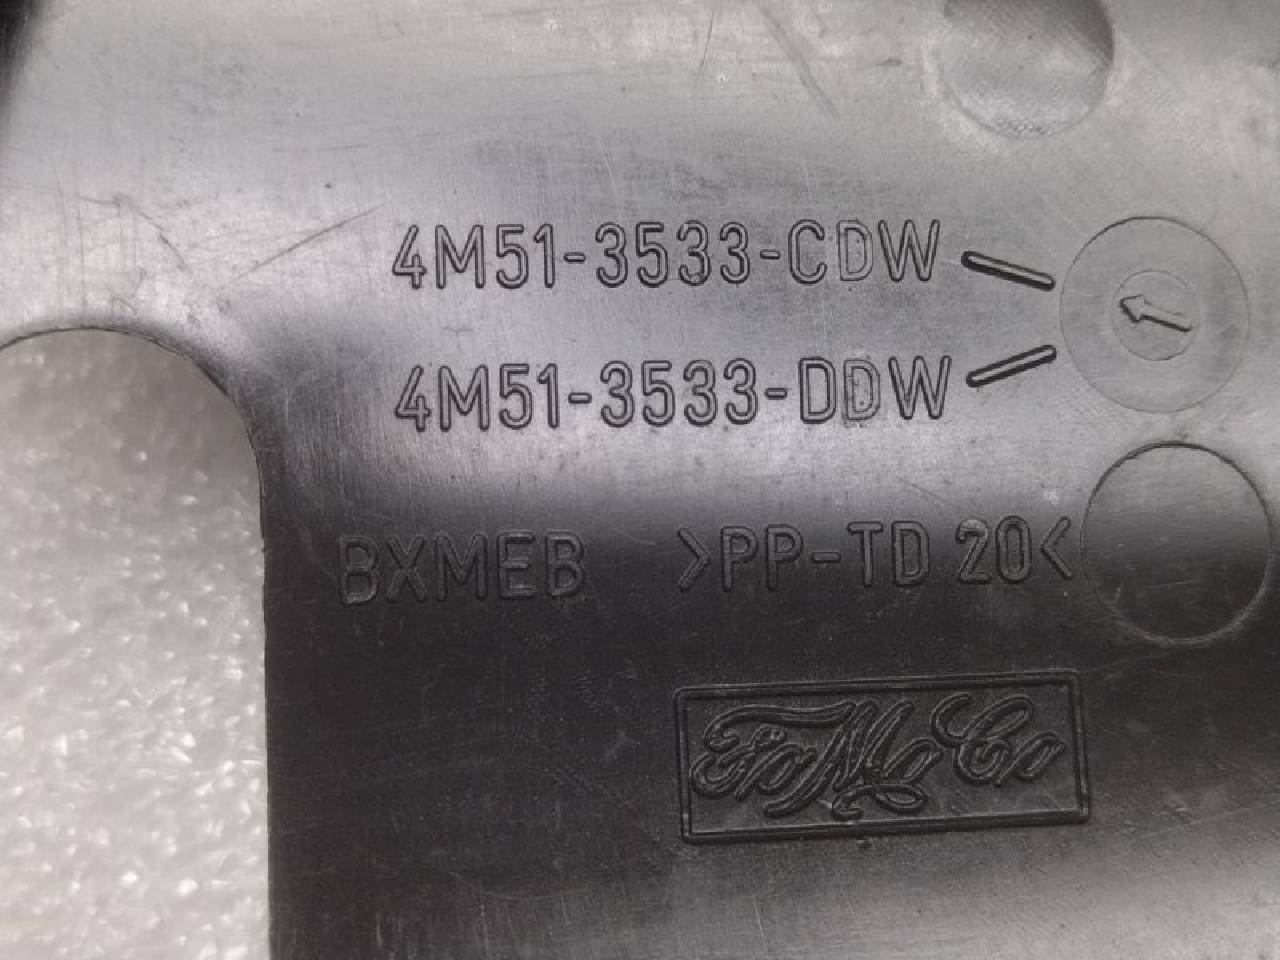 4M51-3533-CDW
4M51-3533-DDW
BXMEB >PP-TD 20<
FoMoCo